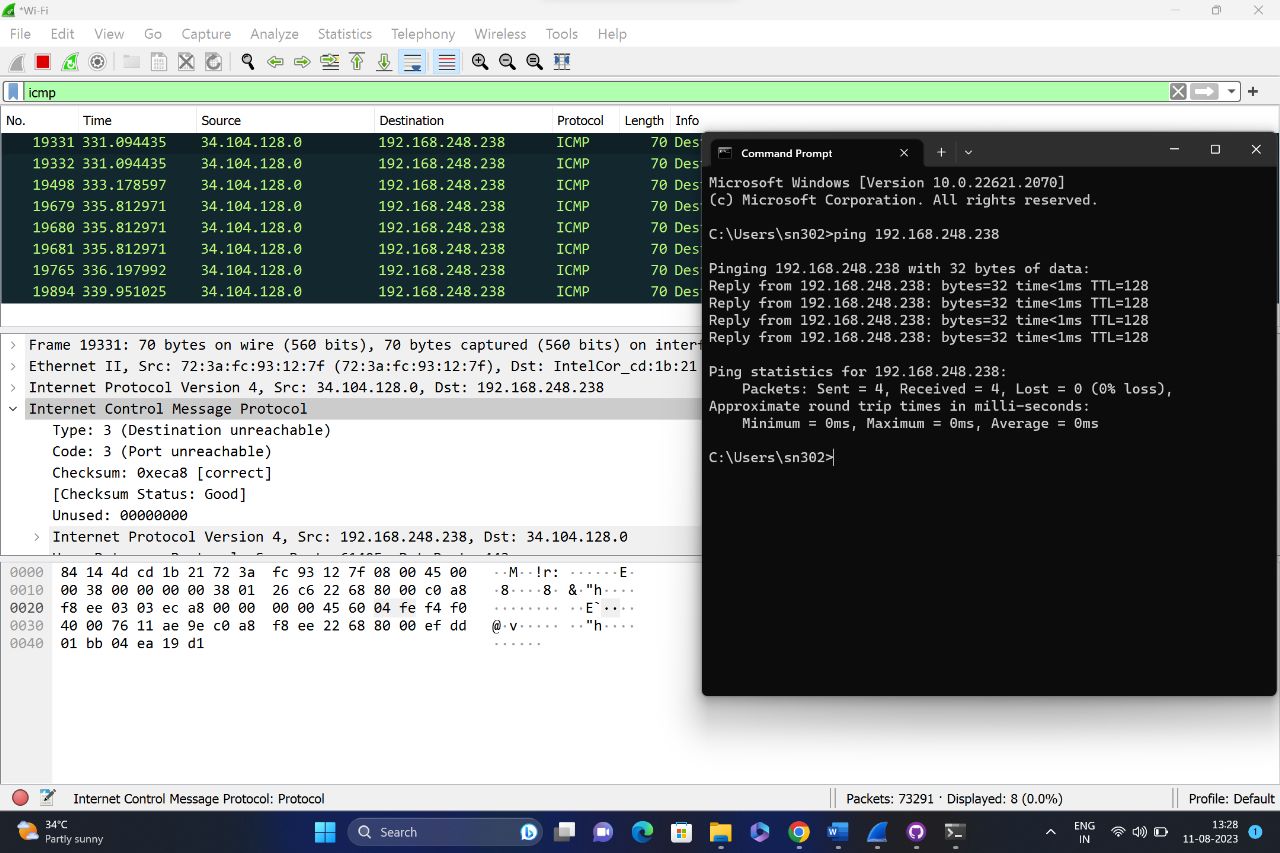 *Wi-Fi
File Edit View Go Capture Analyze Statistics Telephony Wireless Tools Help
icmp
No. Time Source Destination Protocol Length Info
19331 331.094435 34.104.128.0 192.168.248.238 ICMP 70 Des
19332 331.094435 34.104.128.0 192.168.248.238 ICMP 70 Des
19498 333.178597 34.104.128.0 192.168.248.238 ICMP 70 Des
19679 335.812971 34.104.128.0 192.168.248.238 ICMP 70 Des
19680 335.812971 34.104.128.0 192.168.248.238 ICMP 70 Des
19681 335.812971 34.104.128.0 192.168.248.238 ICMP 70 Des
19765 336.197992 34.104.128.0 192.168.248.238 ICMP 70 Des
19894 339.951025 34.104.128.0 192.168.248.238 ICMP 70 Des
Frame 19331: 70 bytes on wire (560 bits), 70 bytes captured (560 bits) on interf
Ethernet II, Src: 72:3a:fc:93:12:7f (72:3a:fc:93:12:7f), Dst: IntelCor_cd:1b:21
Internet Protocol Version 4, Src: 34.104.128.0, Dst: 192.168.248.238
Internet Control Message Protocol
Type: 3 (Destination unreachable)
Code: 3 (Port unreachable)
Checksum: 0xeca8 [correct]
[Checksum Status: Good]
Unused: 00000000
Internet Protocol Version 4, Src: 192.168.248.238, Dst: 34.104.128.0
0000 84 14 4d cd 1b 21 72 3a fc 93 12 7f 08 00 45 00 ··M··!r: ······E·
0010 00 38 00 00 00 00 38 01 26 c6 22 68 80 00 c0 a8 ·8····8· &·"h····
0020 f8 ee 03 03 ec a8 00 00 00 00 45 60 04 fe f4 f0 ········ ··E`····
0030 40 00 76 11 ae 9e c0 a8 f8 ee 22 68 80 00 ef dd @·v····· ··"h····
0040 01 bb 04 ea 19 d1 ······
Command Prompt
Microsoft Windows [Version 10.0.22621.2070]
(c) Microsoft Corporation. All rights reserved.
C:\Users\sn302>ping 192.168.248.238
Pinging 192.168.248.238 with 32 bytes of data:
Reply from 192.168.248.238: bytes=32 time<1ms TTL=128
Reply from 192.168.248.238: bytes=32 time<1ms TTL=128
Reply from 192.168.248.238: bytes=32 time<1ms TTL=128
Reply from 192.168.248.238: bytes=32 time<1ms TTL=128
Ping statistics for 192.168.248.238:
Packets: Sent = 4, Received = 4, Lost = 0 (0% loss),
Approximate round trip times in milli-seconds:
Minimum = 0ms, Maximum = 0ms, Average = 0ms
C:\Users\sn302>
Internet Control Message Protocol: Protocol
Packets: 73291 · Displayed: 8 (0.0%)
Profile: Default
34°C
Partly sunny
Search
ENG
IN
13:28
11-08-2023
1